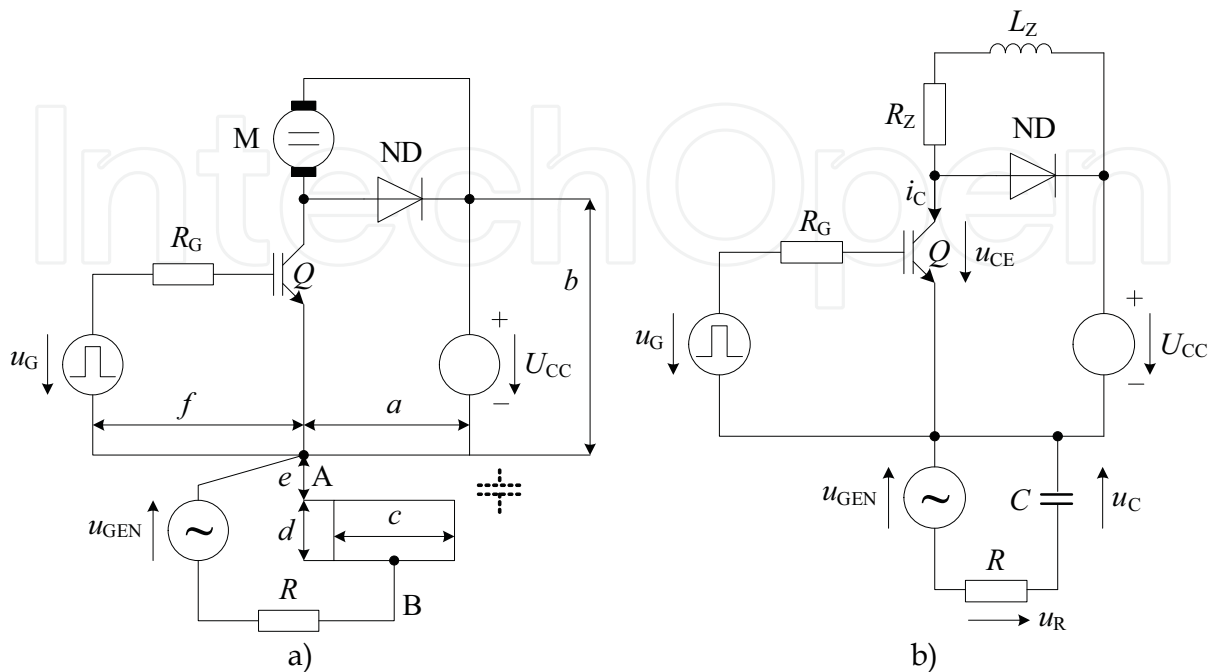 IntechOpen
M
ND
R_G
Q
b
u_G
+
U_CC
−
f
a
e
A
u_GEN
~
d
c
R
B
a)
L_Z
R_Z
ND
i_C
R_G
Q
u_CE
u_G
+
U_CC
−
u_GEN
~
C
u_C
R
u_R
b)